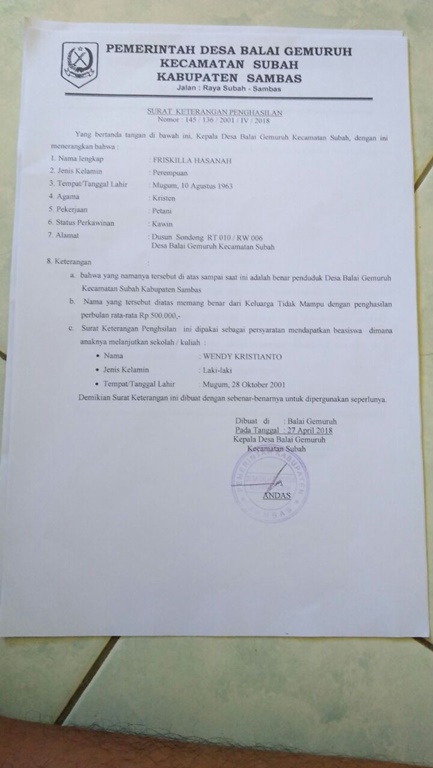 PEMERINTAH DESA BALAI GEMURUH
KECAMATAN SUBAH
KABUPATEN SAMBAS
Jalan : Raya Subah - Sambas
SURAT KETERANGAN PENGHASILAN
Nomor : 145 / 136 / 2001 / IV / 2018
Yang bertanda tangan di bawah ini, Kepala Desa Balai Gemuruh Kecamatan Subah, dengan ini
menerangkan bahwa :
1. Nama lengkap : FRISKILLA HASANAH
2. Jenis Kelamin : Perempuan
3. Tempat/Tanggal Lahir : Mugum, 10 Agustus 1963
4. Agama : Kristen
5. Pekerjaan : Petani
6. Status Perkawinan : Kawin
7. Alamat : Dusun Sondong RT 010 / RW 006
Desa Balai Gemuruh Kecamatan Subah
8. Keterangan :
a. bahwa yang namanya tersebut di atas sampai saat ini adalah benar penduduk Desa Balai Gemuruh
Kecamatan Subah Kabupaten Sambas
b. Nama yang tersebut diatas memang benar dari Keluarga Tidak Mampu dengan penghasilan
perbulan rata-rata Rp 500.000,-
c. Surat Keterangan Penghsilan ini dipakai sebagai persyaratan mendapatkan beasiswa dimana
anaknya melanjutkan sekolah / kuliah :
• Nama : WENDY KRISTIANTO
• Jenis Kelamin : Laki-laki
• Tempat/Tanggal Lahir : Mugum, 28 Oktober 2001
Demikian Surat Keterangan ini dibuat dengan sebenar-benarnya untuk dipergunakan seperlunya.
Dibuat di : Balai Gemuruh
Pada Tanggal : 27 April 2018
Kepala Desa Balai Gemuruh
Kecamatan Subah
ANDAS